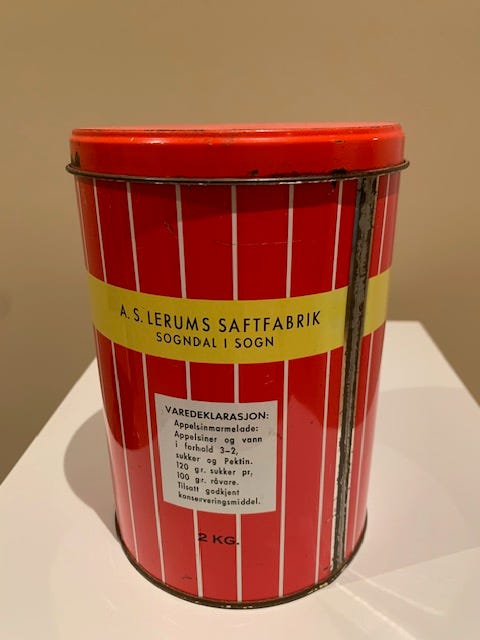 A. S. LERUMS SAFTFABRIK
SOGNDAL I SOGN
VAREDEKLARASJON:
Appelsinmarmelade:
Appelsiner og vann
i forhold 3–2,
sukker og Pektin.
120 gr. sukker pr,
100 gr. råvare.
Tilsatt godkjent
konserveringsmiddel.
2 KG.